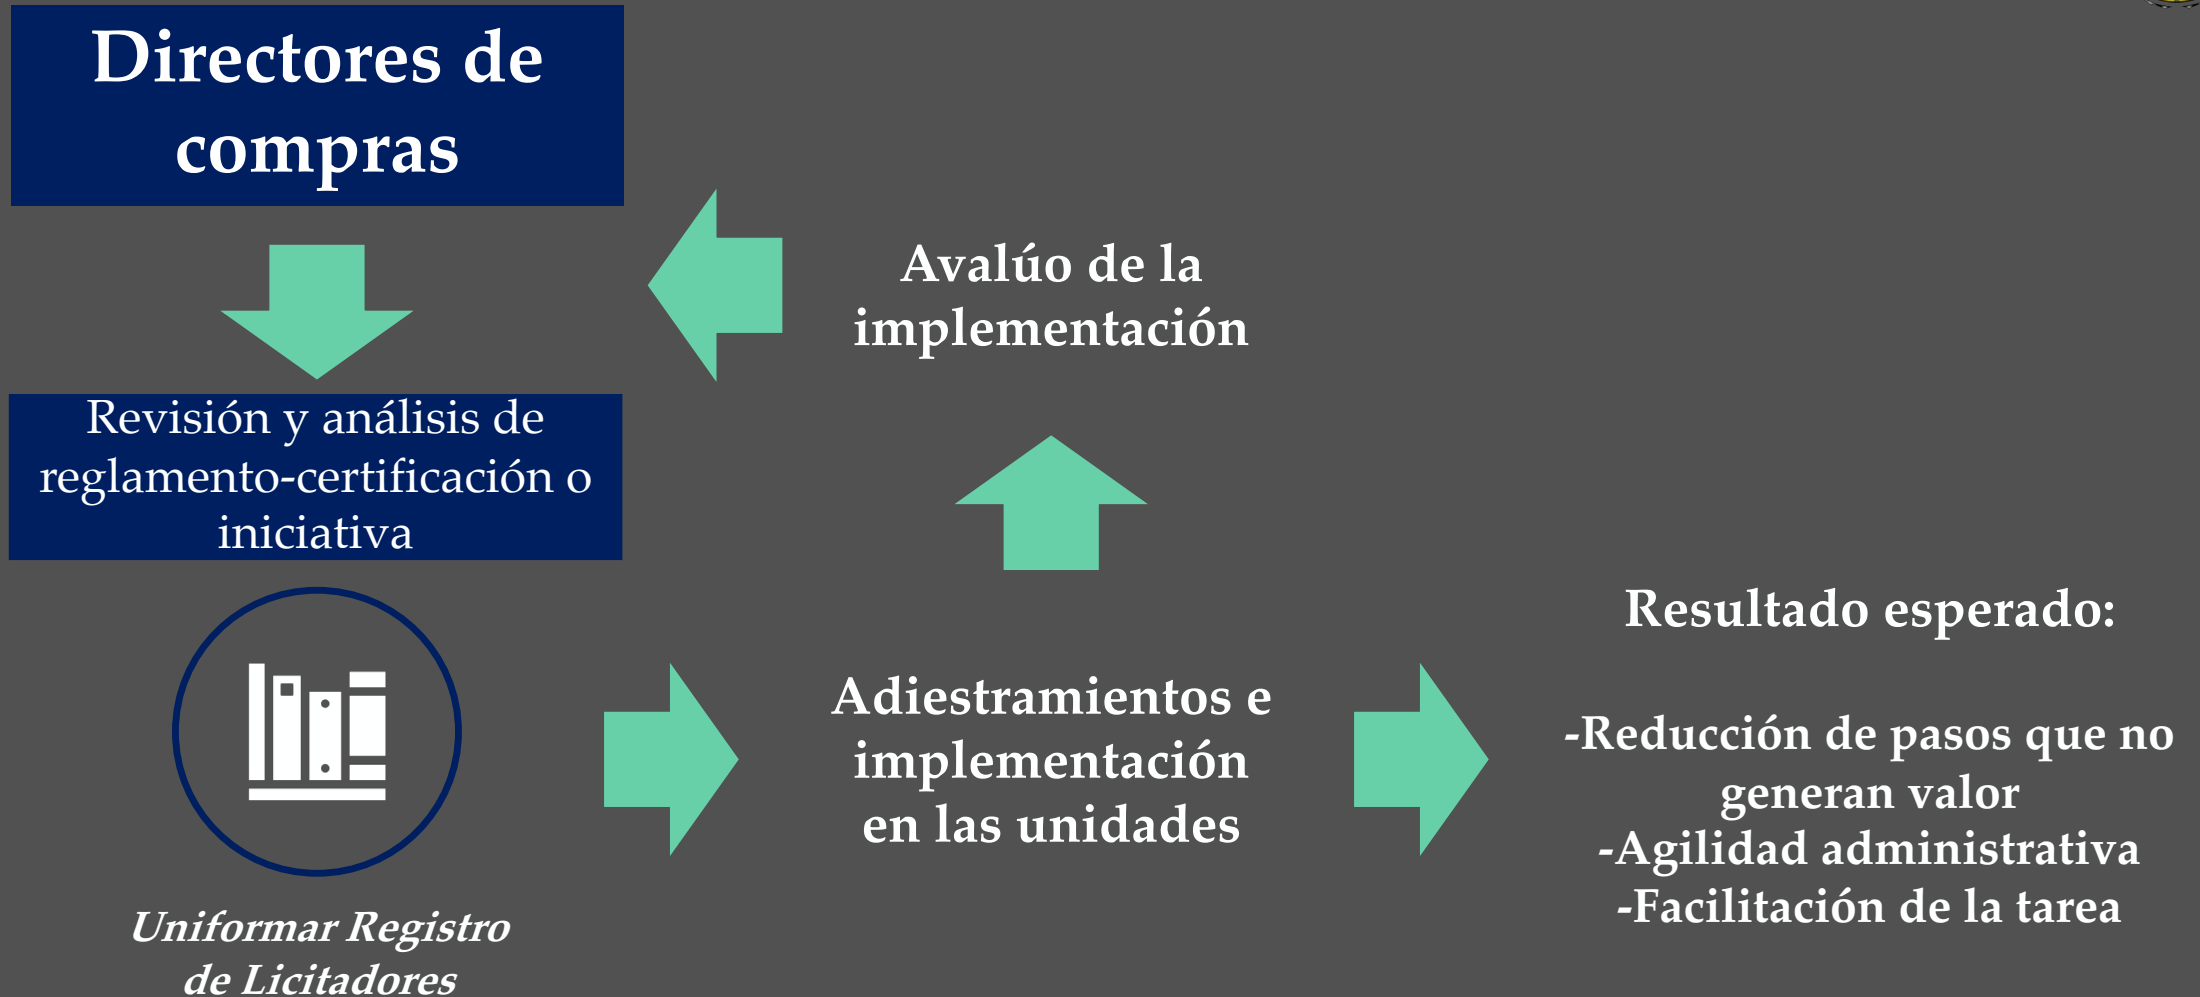 Directores de
compras
Revisión y análisis de
reglamento-certificación o
iniciativa
Uniformar Registro
de Licitadores
Avalúo de la
implementación
Adiestramientos e
implementación
en las unidades
Resultado esperado:
-Reducción de pasos que no
generan valor
-Agilidad administrativa
-Facilitación de la tarea